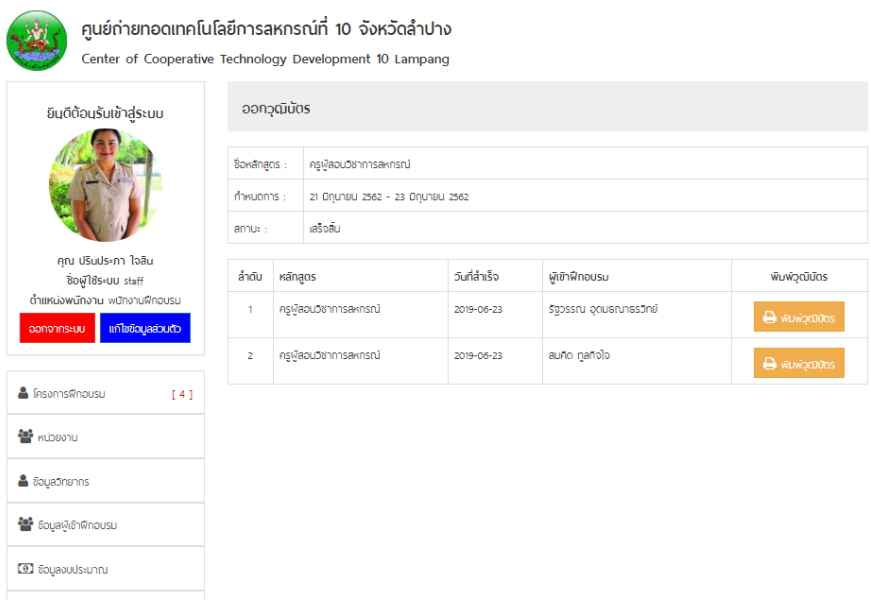 ศูนย์ถ่ายทอดเทคโนโลยีการสหกรณ์ที่ 10 จังหวัดลำปาง
Center of Cooperative Technology Development 10 Lampang
ยินดีต้อนรับเข้าสู่ระบบ
คุณ ปริมประภา ใจสิน
ชื่อผู้ใช้ระบบ staff
ตำแหน่งพนักงาน พนักงานฝึกอบรม
ออกจากระบบ แก้ไขข้อมูลส่วนตัว
โครงการฝึกอบรม [ 4 ]
หน่วยงาน
ข้อมูลวิทยากร
ข้อมูลผู้เข้าฝึกอบรม
ข้อมูลงบประมาณ
ออกวุฒิบัตร
ชื่อหลักสูตร : ครูผู้สอนวิชาการสหกรณ์
กำหนดการ : 21 มิถุนายน 2562 - 23 มิถุนายน 2562
สถานะ : เสร็จสิ้น
ลำดับ หลักสูตร วันที่สำเร็จ ผู้เข้าฝึกอบรม พิมพ์วุฒิบัตร
1 ครูผู้สอนวิชาการสหกรณ์ 2019-06-23 รัฐวรรณ อุดมธณาธรวิทย์ พิมพ์วุฒิบัตร
2 ครูผู้สอนวิชาการสหกรณ์ 2019-06-23 สมคิด ทูลกิจใจ พิมพ์วุฒิบัตร